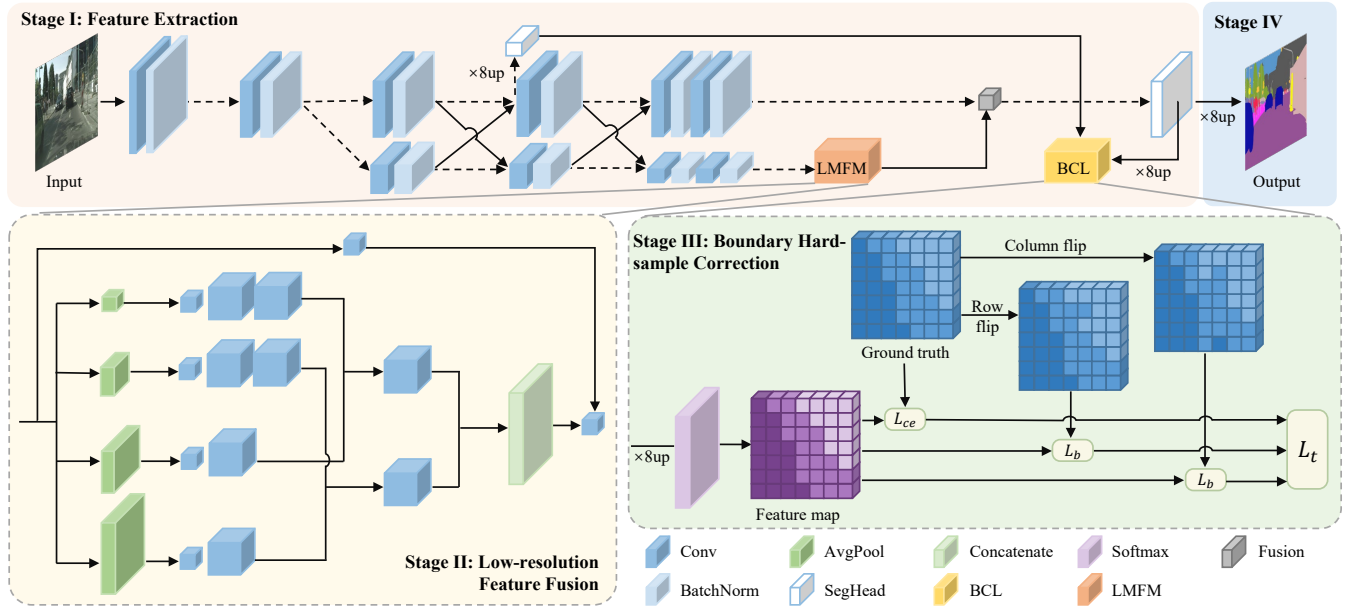 Stage I: Feature Extraction
Stage IV
×8up
×8up
Input
LMFM
BCL
×8up
Output
Stage III: Boundary Hard-
sample Correction
Column flip
Row
flip
Ground truth
L_ce
L_b
L_b
L_t
×8up
Feature map
Stage II: Low-resolution
Feature Fusion
Conv
AvgPool
Concatenate
Softmax
Fusion
BatchNorm
SegHead
BCL
LMFM